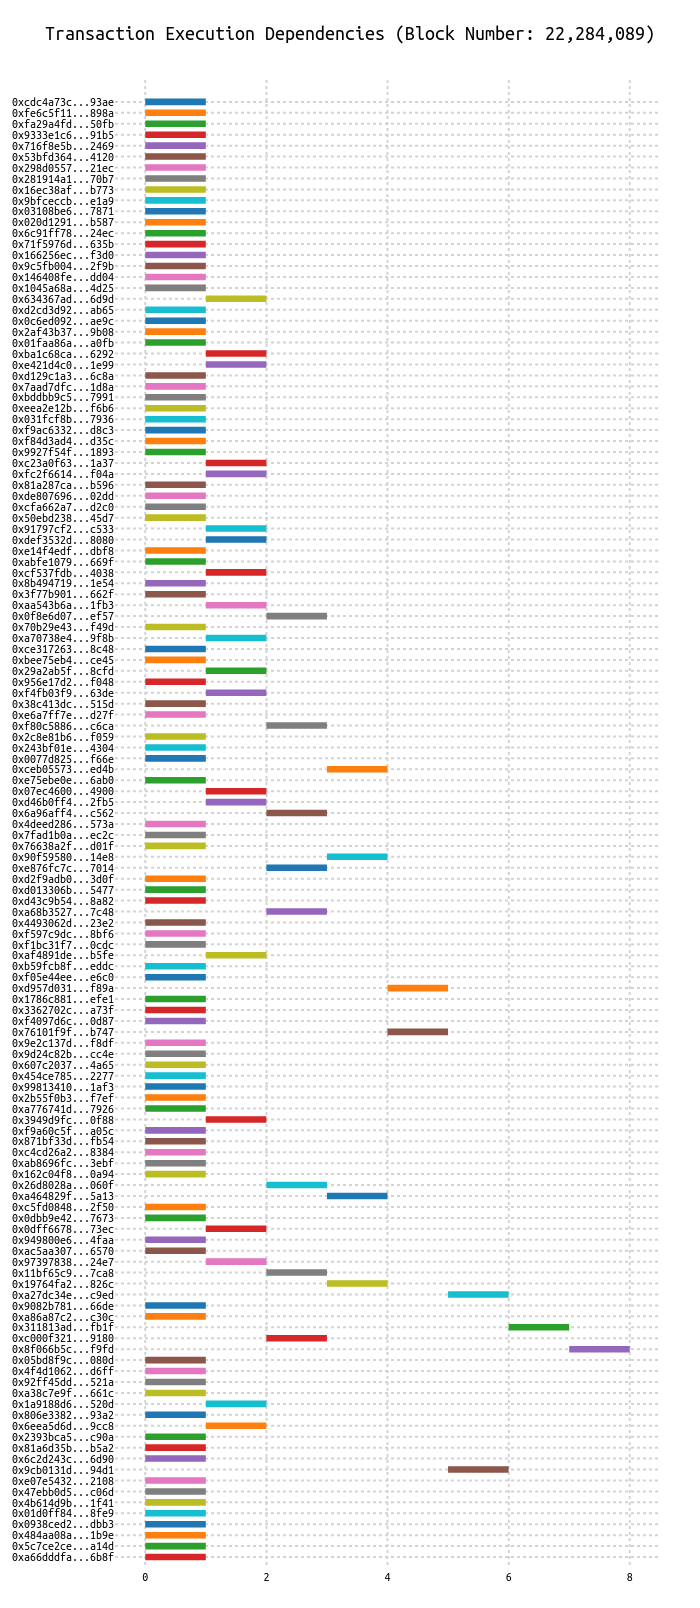 Transaction Execution Dependencies (Block Number: 22,284,089)
0xcdc4a73c...93ae
0xfe6c5f11...898a
0xfa29a4fd...50fb
0x9333e1c6...91b5
0x716f8e5b...2469
0x53bfd364...4120
0x298d0557...21ec
0x281914a1...70b7
0x16ec38af...b773
0x9bfceccb...e1a9
0x03108be6...7871
0x020d1291...b587
0x6c91ff78...24ec
0x71f5976d...635b
0x166256ec...f3d0
0x9c5fb004...2f9b
0x146408fe...dd04
0x1045a68a...4d25
0x634367ad...6d9d
0xd2cd3d92...ab65
0x0c6ed092...ae9c
0x2af43b37...9b08
0x01faa86a...a0fb
0xba1c68ca...6292
0xe421d4c0...1e99
0xd129c1a3...6c8a
0x7aad7dfc...1d8a
0xbddbb9c5...7991
0xeea2e12b...f6b6
0x031fcf8b...7936
0xf9ac6332...d8c3
0xf84d3ad4...d35c
0x9927f54f...1893
0xc23a0f63...1a37
0xfc2f6614...f04a
0x81a287ca...b596
0xde807696...02dd
0xcfa662a7...d2c0
0x50ebd238...45d7
0x91797cf2...c533
0xdef3532d...8080
0xe14f4edf...dbf8
0xabfe1079...669f
0xcf537fdb...4038
0x8b494719...1e54
0x3f77b901...662f
0xaa543b6a...1fb3
0x0f8e6d07...ef57
0x70b29e43...f49d
0xa70738e4...9f8b
0xce317263...8c48
0xbee75eb4...ce45
0x29a2ab5f...8cfd
0x956e17d2...f048
0xf4fb03f9...63de
0x38c413dc...515d
0xe6a7ff7e...d27f
0xf80c5886...c6ca
0x2c8e81b6...f059
0x243bf01e...4304
0x0077d825...f66e
0xceb05573...ed4b
0xe75ebe0e...6ab0
0x07ec4600...4900
0xd46b0ff4...2fb5
0x6a96aff4...c562
0x4deed286...573a
0x7fad1b0a...ec2c
0x76638a2f...d01f
0x90f59580...14e8
0xe876fc7c...7014
0xd2f9adb0...3d0f
0xd013306b...5477
0xd43c9b54...8a82
0xa68b3527...7c48
0x4493062d...23e2
0xf597c9dc...8bf6
0xf1bc31f7...0cdc
0xaf4891de...b5fe
0xb59fcb8f...eddc
0xf05e44ee...e6c0
0xd957d031...f89a
0x1786c881...efe1
0x3362702c...a73f
0xf4097d6c...0d87
0x76101f9f...b747
0x9e2c137d...f8df
0x9d24c82b...cc4e
0x607c2037...4a65
0x454ce785...2277
0x99813410...1af3
0x2b55f0b3...f7ef
0xa776741d...7926
0x3949d9fc...0f88
0xf9a60c5f...a05c
0x871bf33d...fb54
0xc4cd26a2...8384
0xab8696fc...3ebf
0x162c04f8...0a94
0x26d8028a...060f
0xa464829f...5a13
0xc5fd0848...2f50
0x0dbb9e42...7673
0x0dff6678...73ec
0x949800e6...4faa
0xac5aa307...6570
0x97397838...24e7
0x11bf65c9...7ca8
0x19764fa2...826c
0xa27dc34e...c9ed
0x9082b781...66de
0xa86a87c2...c30c
0x311813ad...fb1f
0xc000f321...9180
0x8f066b5c...f9fd
0x05bd8f9c...080d
0x4f4d1062...d6ff
0x92ff45dd...521a
0xa38c7e9f...661c
0x1a9188d6...520d
0x806e3382...93a2
0x6eea5d6d...9cc8
0x2393bca5...c90a
0x81a6d35b...b5a2
0x6c2d243c...6d90
0x9cb0131d...94d1
0xe07e5432...2108
0x47ebb0d5...c06d
0x4b614d9b...1f41
0x01d0ff84...8fe9
0x0938ced2...dbb3
0x484aa08a...1b9e
0x5c7ce2ce...a14d
0xa66dddfa...6b8f
0 2 4 6 8